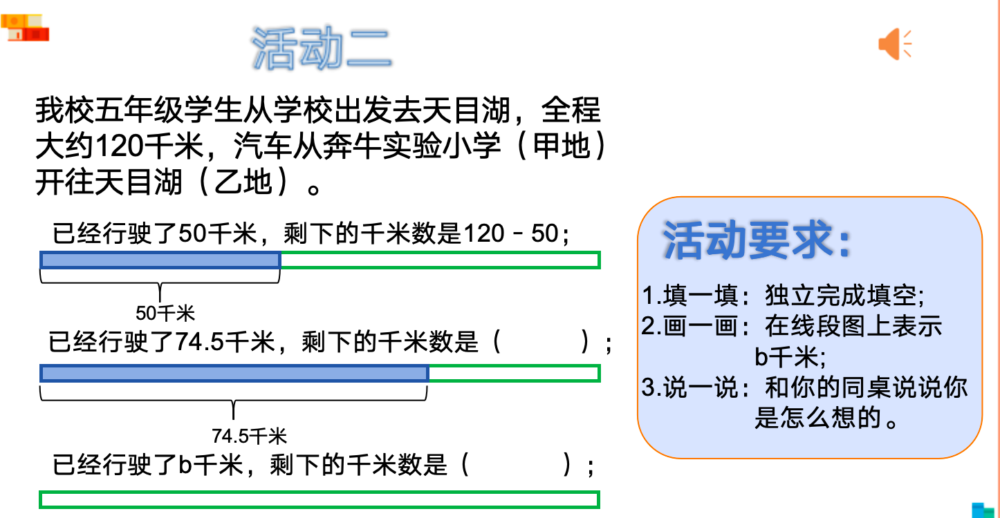 活动二
我校五年级学生从学校出发去天目湖，全程
大约120千米，汽车从奔牛实验小学（甲地）
开往天目湖（乙地）。
已经行驶了50千米，剩下的千米数是120－50；
50千米
已经行驶了74.5千米，剩下的千米数是（　　　）；
74.5千米
已经行驶了b千米，剩下的千米数是（　　　）；
活动要求：
1.填一填：独立完成填空;
2.画一画：在线段图上表示
b千米;
3.说一说：和你的同桌说说你
是怎么想的。